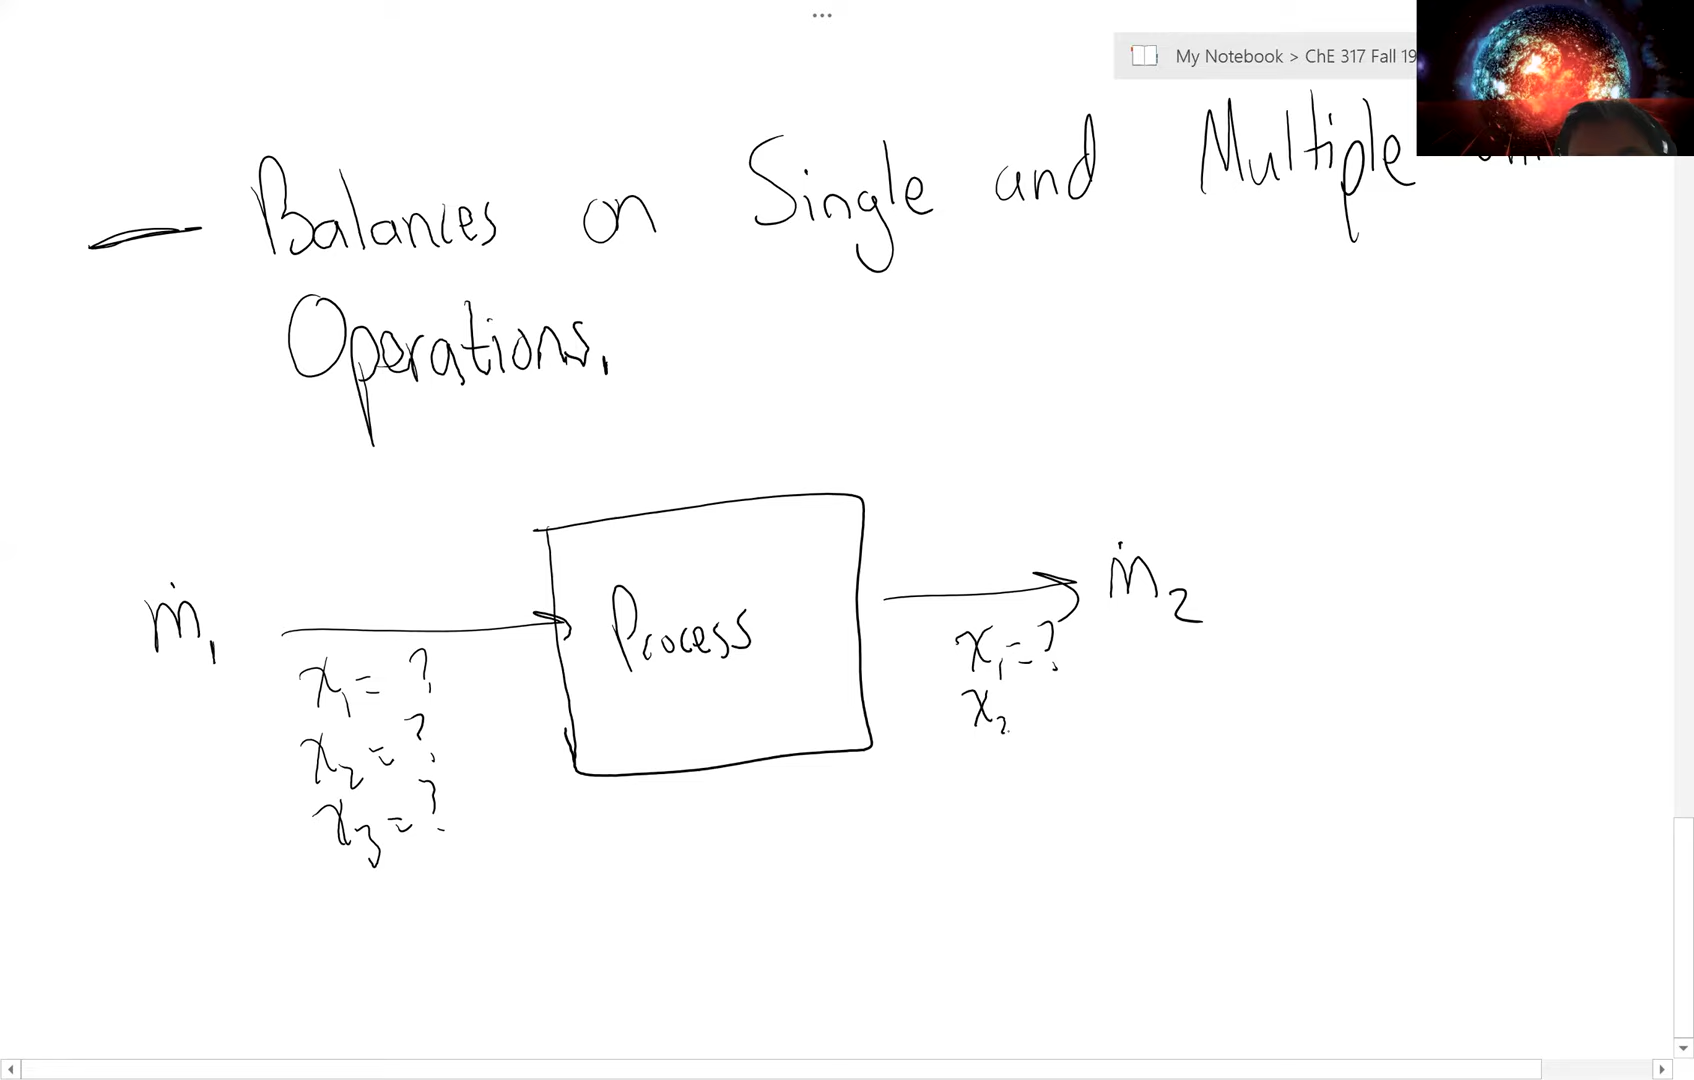 My Notebook > ChE 317 Fall 19
— Balances on Single and Multiple
Operations.
Process
ṁ₁
ṁ₂
x₁ = ?
x₂ = ?
x₃ = ?
x₁ = ?
x₂